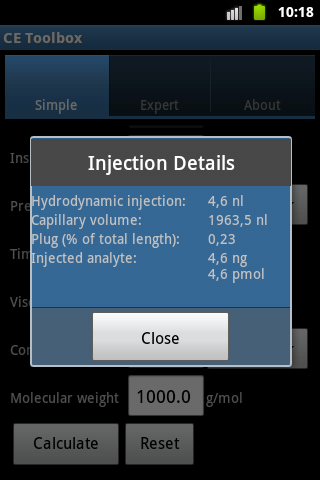 10:18
CE Toolbox
Simple Expert About
Ins
Injection Details
Pre
Hydrodynamic injection: 4,6 nl
Capillary volume: 1963,5 nl
Plug (% of total length): 0,23
Tim
Injected analyte: 4,6 ng
4,6 pmol
Vis
Close
Con
Molecular weight 1000.0 g/mol
Calculate Reset